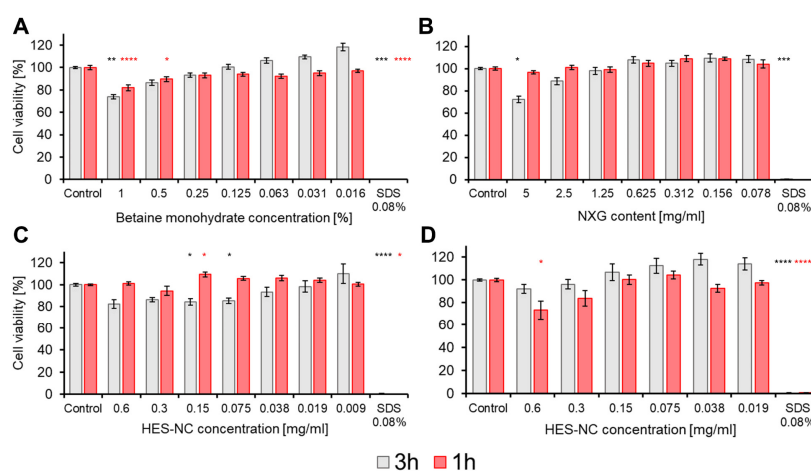 A
Cell viability [%]
120
100
80
60
40
20
0
** **** * *** ****
Control 1 0.5 0.25 0.125 0.063 0.031 0.016 SDS
0.08%
Betaine monohydrate concentration [%]
B
120
100
80
60
40
20
0
* ***
Control 5 2.5 1.25 0.625 0.312 0.156 0.078 SDS
0.08%
NXG content [mg/ml]
C
Cell viability [%]
120
100
80
60
40
20
0
* * * **** *
Control 0.6 0.3 0.15 0.075 0.038 0.019 0.009 SDS
0.08%
HES-NC concentration [mg/ml]
D
120
100
80
60
40
20
0
* **** ****
Control 0.6 0.3 0.15 0.075 0.038 0.019 SDS
0.08%
HES-NC concentration [mg/ml]
3h 1h